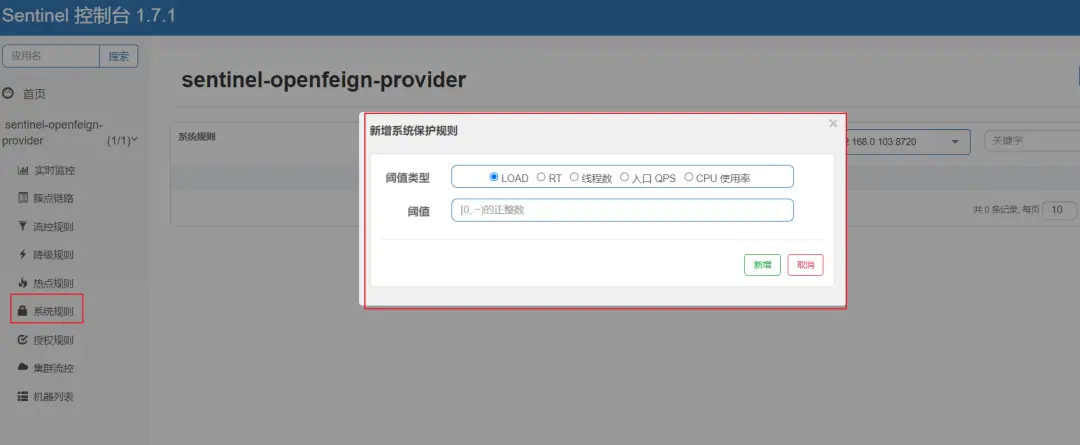 Sentinel 控制台 1.7.1
应用名 搜索
首页
sentinel-openfeign-
provider (1/1)
实时监控
簇点链路
流控规则
降级规则
热点规则
系统规则
授权规则
集群流控
机器列表
sentinel-openfeign-provider
系统规则
2.168.0.103:8720 关键字
共 0 条记录, 每页 10
新增系统保护规则 ×
阈值类型 LOAD RT 线程数 入口 QPS CPU 使用率
阈值 [0, ~)的正整数
新增 取消